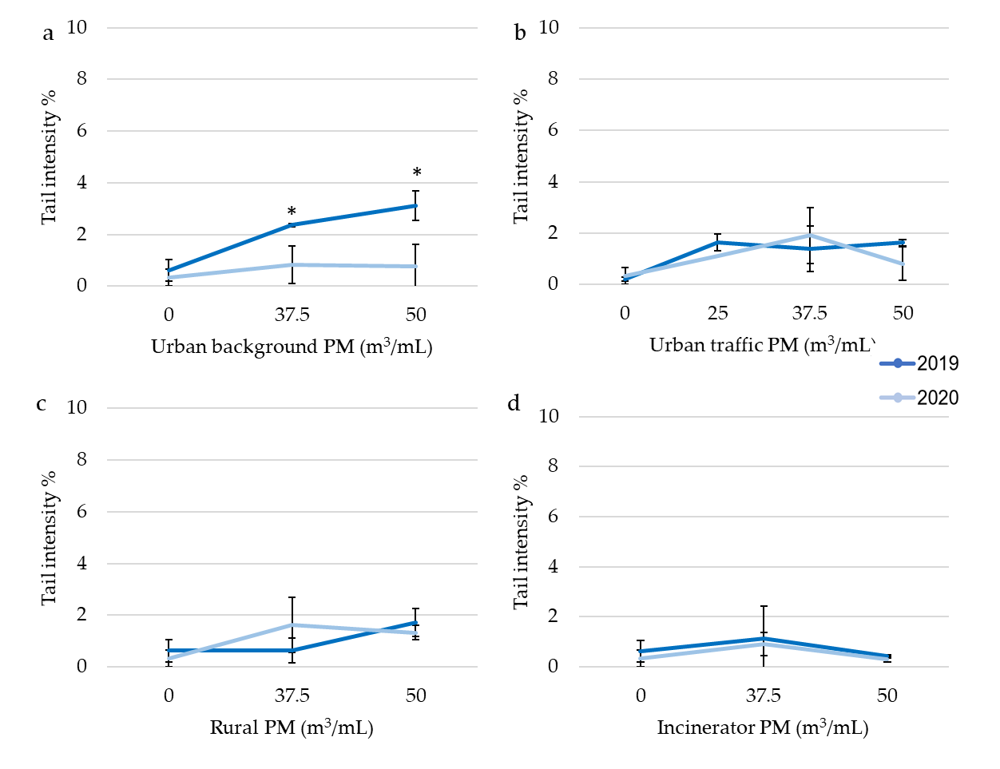 a
10
8
6
4
2
0
Tail intensity %
*
*
0 37.5 50
Urban background PM (m³/mL)
b
10
8
6
4
2
0
Tail intensity %
0 25 37.5 50
Urban traffic PM (m³/mL
2019
2020
c
10
8
6
4
2
0
Tail intensity %
0 37.5 50
Rural PM (m³/mL)
d
10
8
6
4
2
0
Tail intensity %
0 37.5 50
Incinerator PM (m³/mL)